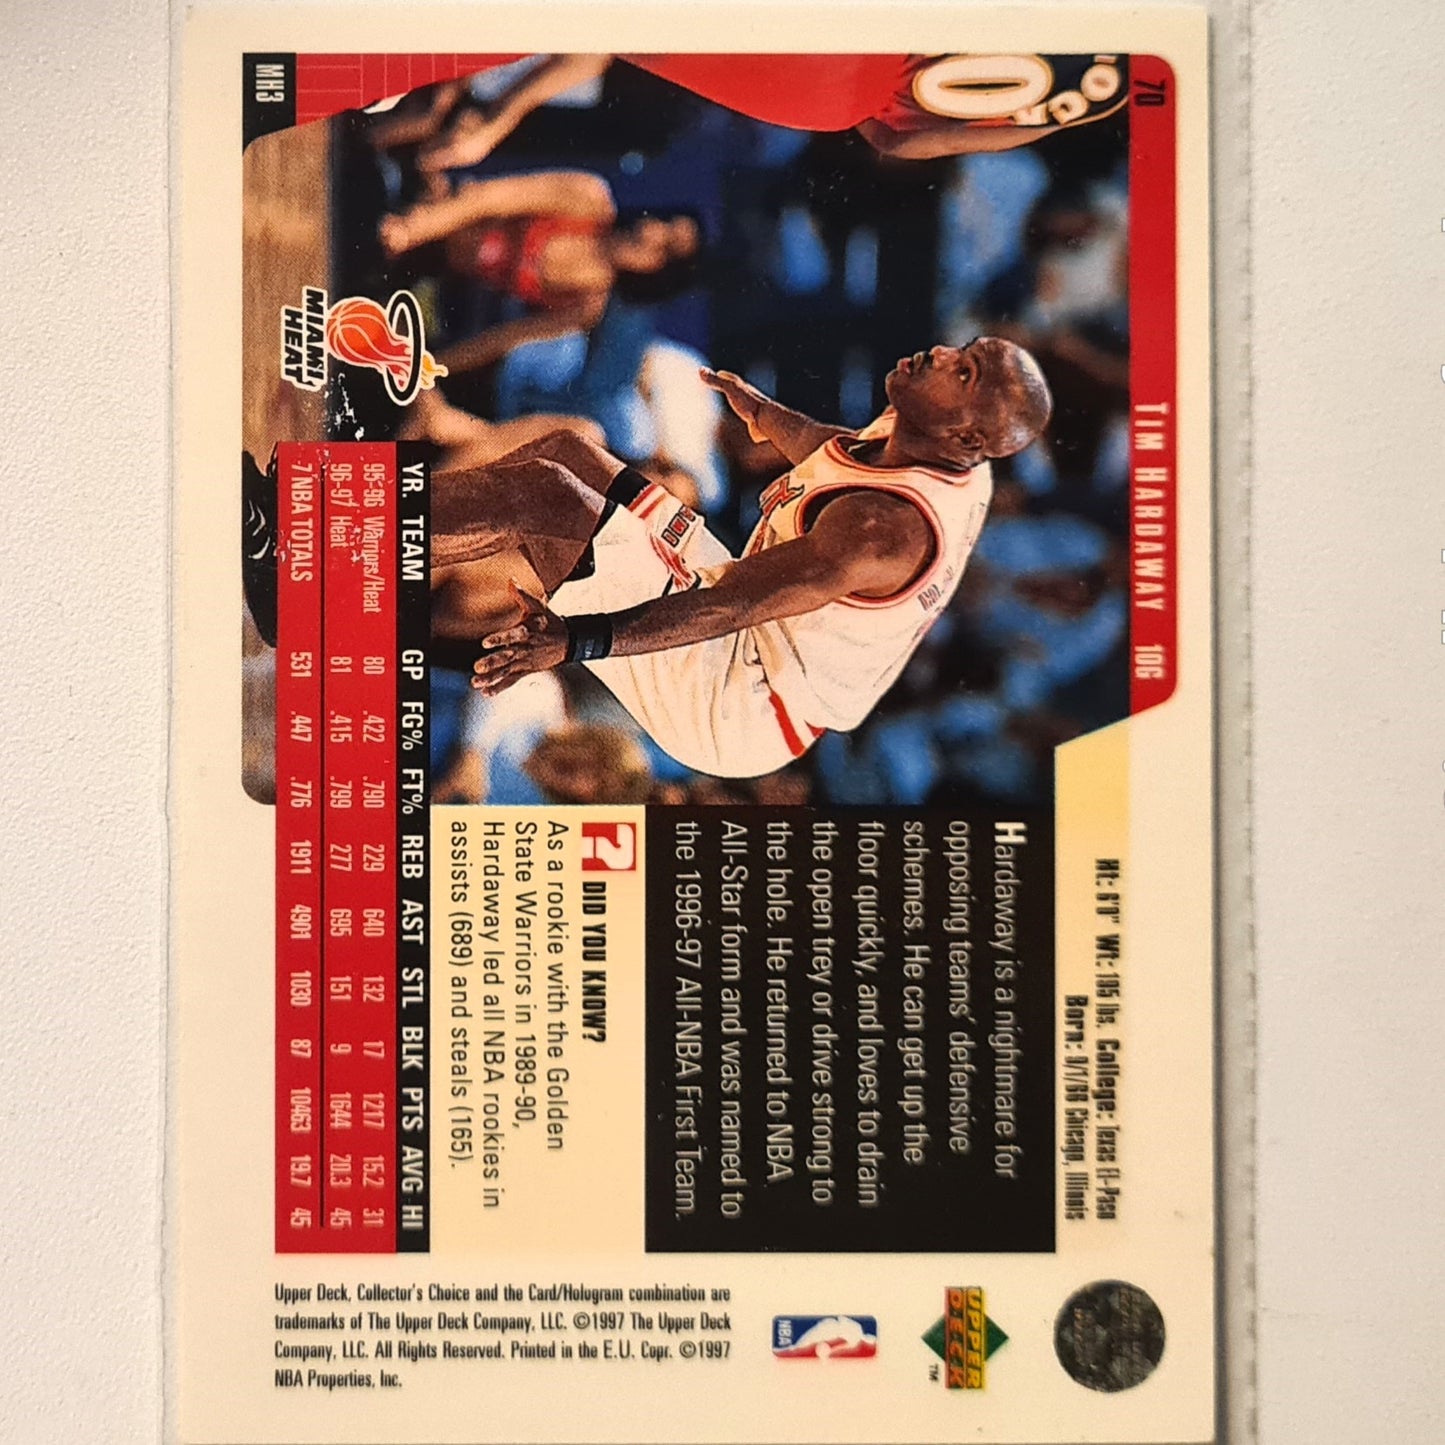 70
TIM HARDAWAY 10G
Ht: 6'0" Wt: 195 lbs. College: Texas El-Paso
Born: 9/1/66 Chicago, Illinois
Hardaway is a nightmare for
opposing teams' defensive
schemes. He can get up the
floor quickly, and loves to drain
the open trey or drive strong to
the hole. He returned to NBA
All-Star form and was named to
the 1996-97 All-NBA First Team.
? DID YOU KNOW?
As a rookie with the Golden
State Warriors in 1989-90,
Hardaway led all NBA rookies in
assists (689) and steals (165).
MIAMI
HEAT
MH3
YR. TEAM GP FG% FT% REB AST STL BLK PTS AVG HI
95-96 Warriors/Heat 80 .422 .790 229 640 132 17 1217 15.2 31
96-97 Heat 81 .415 .799 277 695 151 9 1644 20.3 45
7 NBA TOTALS 531 .447 .776 1911 4901 1030 87 10463 19.7 45
UPPER
DECK
TM
NBA
Upper Deck, Collector's Choice and the Card/Hologram combination are
trademarks of The Upper Deck Company, LLC. ©1997 The Upper Deck
Company, LLC. All Rights Reserved. Printed in the E.U. Copr. ©1997
NBA Properties, Inc.